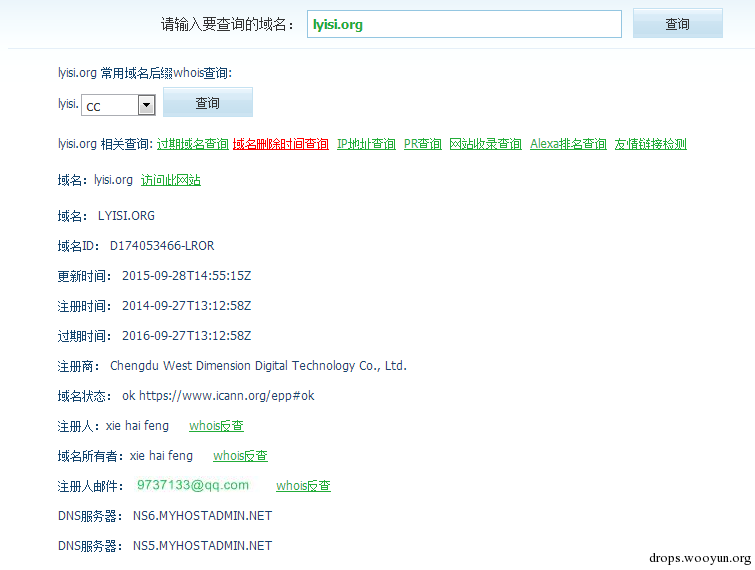 请输入要查询的域名： lyisi.org 查询
lyisi.org 常用域名后缀whois查询:
lyisi. CC 查询
lyisi.org 相关查询: 过期域名查询 域名删除时间查询 IP地址查询 PR查询 网站收录查询 Alexa排名查询 友情链接检测
域名：lyisi.org 访问此网站
域名： LYISI.ORG
域名ID： D174053466-LROR
更新时间： 2015-09-28T14:55:15Z
注册时间： 2014-09-27T13:12:58Z
过期时间： 2016-09-27T13:12:58Z
注册商： Chengdu West Dimension Digital Technology Co., Ltd.
域名状态： ok https://www.icann.org/epp#ok
注册人：xie hai feng whois反查
域名所有者：xie hai feng whois反查
注册人邮件： 9737133@qq.com whois反查
DNS服务器： NS6.MYHOSTADMIN.NET
DNS服务器： NS5.MYHOSTADMIN.NET
drops.wooyun.org